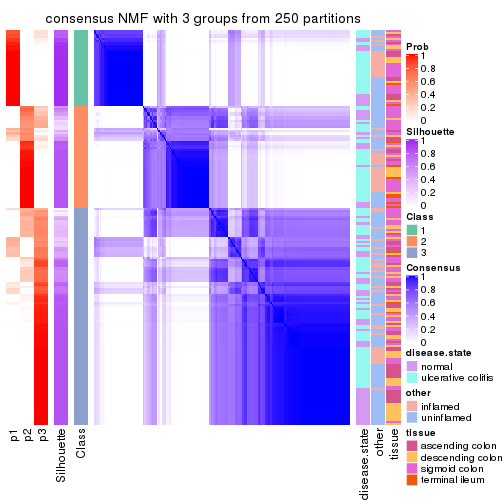 consensus NMF with 3 groups from 250 partitions
Prob
1
0.8
0.6
0.4
0.2
0
Silhouette
1
0.8
0.6
0.4
0.2
0
Class
1
2
3
Consensus
1
0.8
0.6
0.4
0.2
0
disease.state
normal
ulcerative colitis
other
inflamed
uninflamed
tissue
ascending colon
descending colon
sigmoid colon
terminal ileum
p1
p2
p3
Silhouette
Class
disease.state
other
tissue